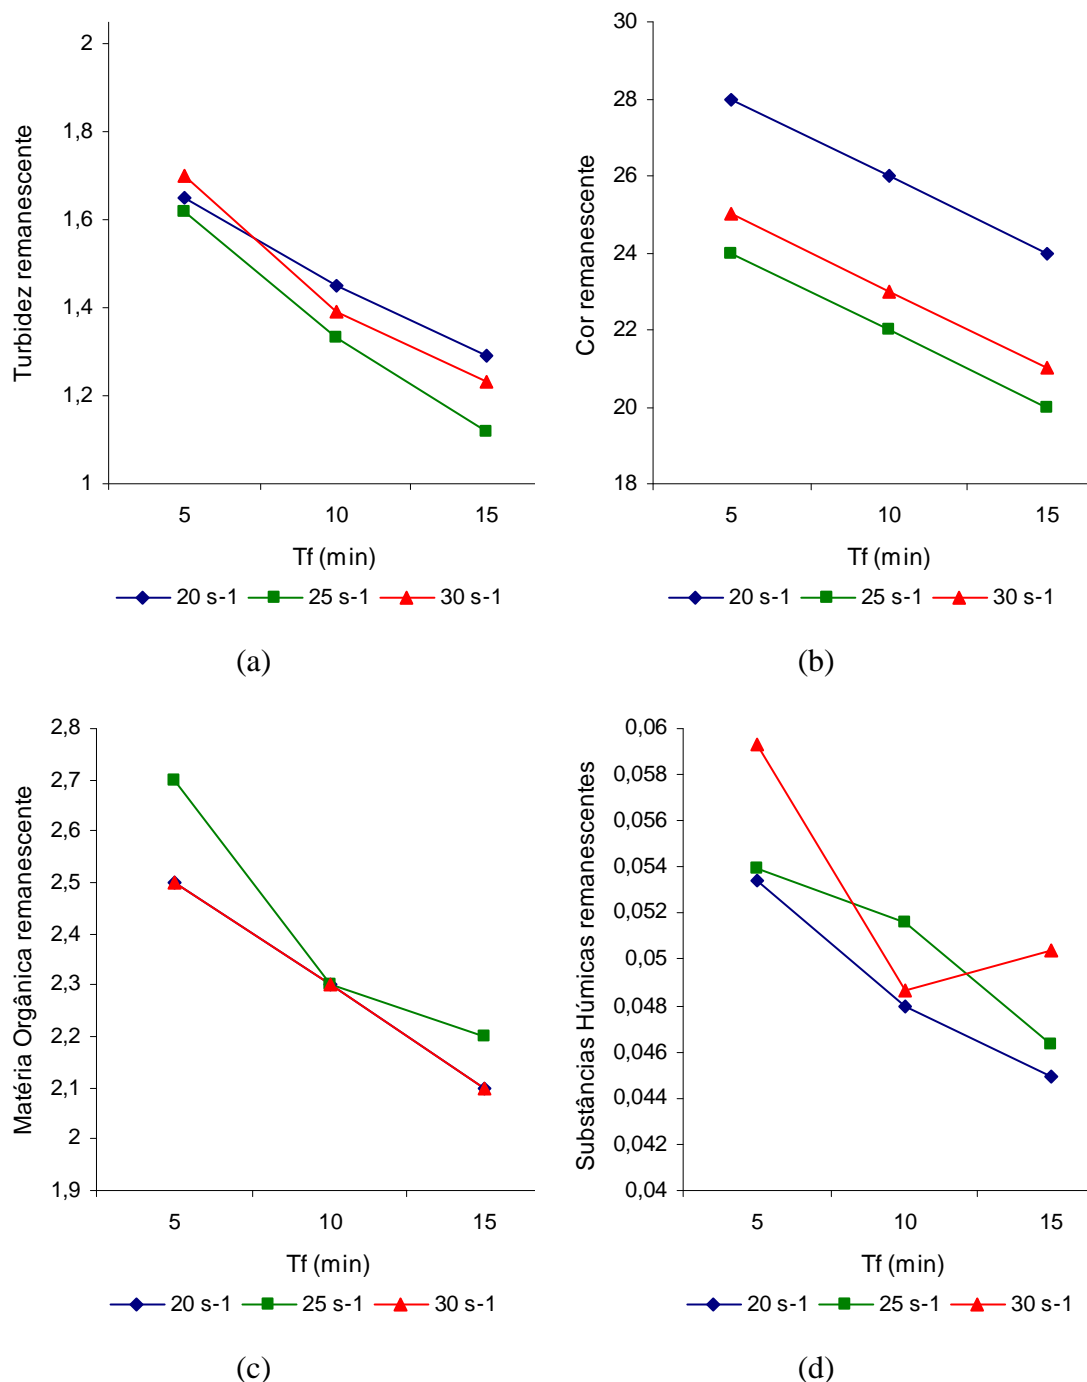 Turbidez remanescente
2
1,8
1,6
1,4
1,2
1
5 10 15
Tf (min)
20 s-1 25 s-1 30 s-1
(a)
Cor remanescente
30
28
26
24
22
20
18
5 10 15
Tf (min)
20 s-1 25 s-1 30 s-1
(b)
Matéria Orgânica remanescente
2,8
2,7
2,6
2,5
2,4
2,3
2,2
2,1
2
1,9
5 10 15
Tf (min)
20 s-1 25 s-1 30 s-1
(c)
Substâncias Húmicas remanescentes
0,06
0,058
0,056
0,054
0,052
0,05
0,048
0,046
0,044
0,042
0,04
5 10 15
Tf (min)
20 s-1 25 s-1 30 s-1
(d)